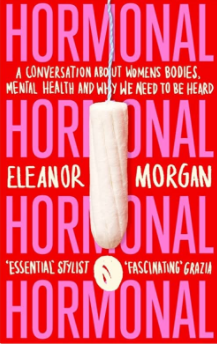 HORMONAL
A CONVERSATION ABOUT WOMENS BODIES,
MENTAL HEALTH AND WHY WE NEED TO BE HEARD
HORMONAL
ELEANOR MORGAN
HORMONAL
'ESSENTIAL' STYLIST 'FASCINATING' GRAZIA
HORMONAL